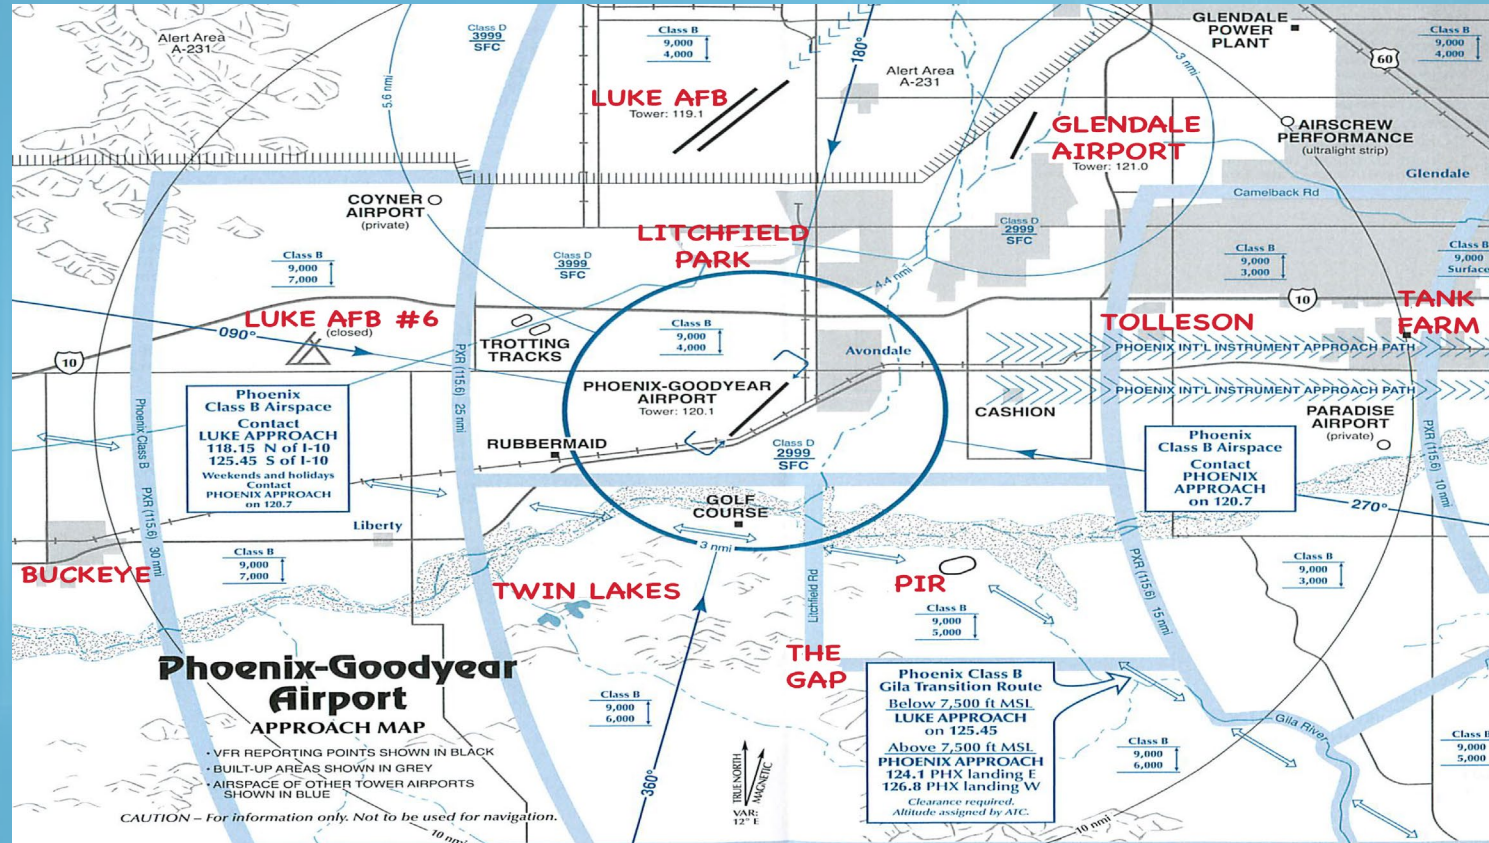 Alert Area
A-231
Class D
3999
SFC
5.6 nmi
Class B
9,000
4,000
180°
Alert Area
A-231
3 nmi
GLENDALE
POWER
PLANT
60
Class B
9,000
4,000
LUKE AFB
Tower: 119.1
GLENDALE
AIRPORT
Tower: 121.0
AIRSCREW
PERFORMANCE
(ultralight strip)
Glendale
Camelback Rd
COYNER
AIRPORT
(private)
LITCHFIELD
PARK
Class D
2999
SFC
Class B
9,000
7,000
Class D
3999
SFC
4.4 nmi
Class B
9,000
3,000
Class B
9,000
Surface
10
TANK
FARM
LUKE AFB #6
(closed)
090°
10
TROTTING
TRACKS
Class B
9,000
4,000
Avondale
TOLLESON
PHOENIX INT'L INSTRUMENT APPROACH PATH
PHOENIX INT'L INSTRUMENT APPROACH PATH
PHOENIX-GOODYEAR
AIRPORT
Tower: 120.1
CASHION
PARADISE
AIRPORT
(private)
Phoenix
Class B Airspace
Contact
LUKE APPROACH
118.15 N of I-10
125.45 S of I-10
Weekends and holidays
Contact
PHOENIX APPROACH
on 120.7
Phoenix Class B PXR (115.6) 30 nmi
PXR (115.6) 25 nmi
RUBBERMAID
Class D
2999
SFC
Phoenix
Class B Airspace
Contact
PHOENIX
APPROACH
on 120.7
PXR (115.6) 10 nmi
270°
GOLF
COURSE
Liberty
3 nmi
Class B
9,000
7,000
BUCKEYE
TWIN LAKES
Litchfield Rd
PIR
PXR (115.6) 15 nmi
Class B
9,000
3,000
Class B
9,000
5,000
THE
GAP
Phoenix-Goodyear
Airport
APPROACH MAP
• VFR REPORTING POINTS SHOWN IN BLACK
• BUILT-UP AREAS SHOWN IN GREY
• AIRSPACE OF OTHER TOWER AIRPORTS
SHOWN IN BLUE
CAUTION – For information only. Not to be used for navigation.
10 nmi
Class B
9,000
6,000
360°
TRUE NORTH
MAGNETIC
VAR:
12° E
Phoenix Class B
Gila Transition Route
Below 7,500 ft MSL
LUKE APPROACH
on 125.45
Above 7,500 ft MSL
PHOENIX APPROACH
124.1 PHX landing E
126.8 PHX landing W
Clearance required.
Altitude assigned by ATC.
Gila River
Class B
9,000
6,000
Class B
9,000
5,000
10 nmi